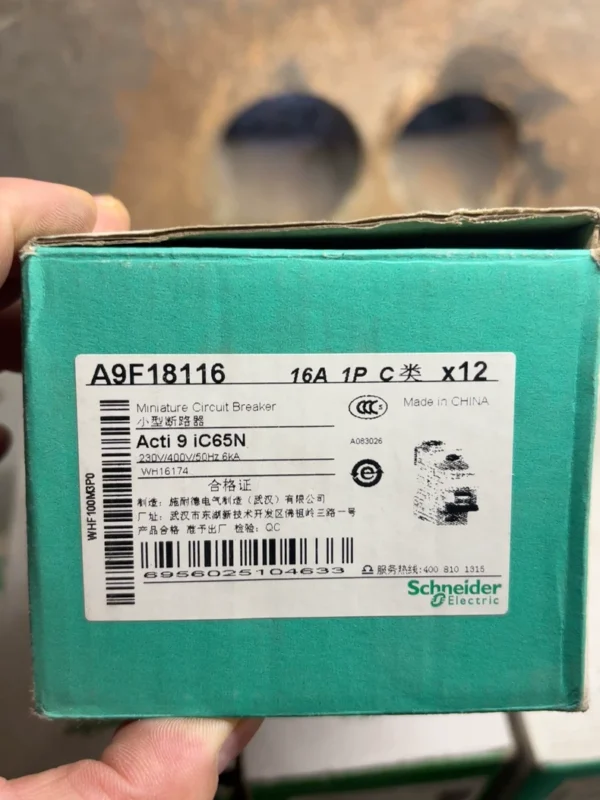 A9F18116 16A 1P C类 x12
Miniature Circuit Breaker
小型断路器
Acti 9 iC65N
230V/400V/50Hz 6kA
WH16174
CCC S
Made in CHINA
A083026
e
合格证
制造: 施耐德电气制造 (武汉) 有限公司
厂址: 武汉市东湖新技术开发区佛祖岭三路一号
产品合格 准予出厂 检验: QC
6956025104633
服务热线:400 810 1315
Schneider
Electric
WHF100M3P0